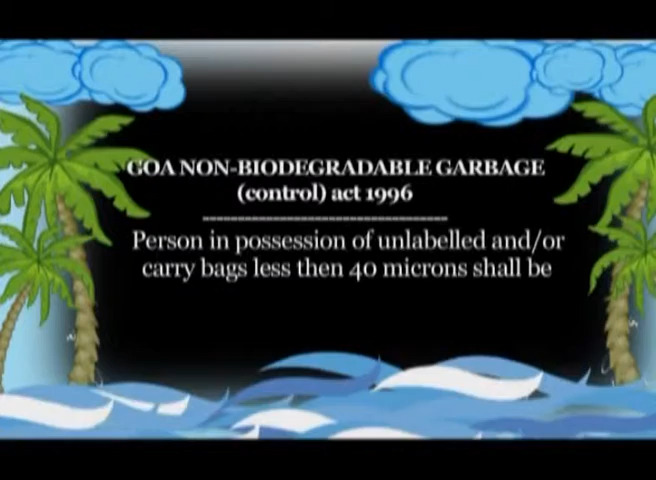 GOA NON-BIODEGRADABLE GARBAGE
(control) act 1996
Person in possession of unlabelled and/or
carry bags less then 40 microns shall be